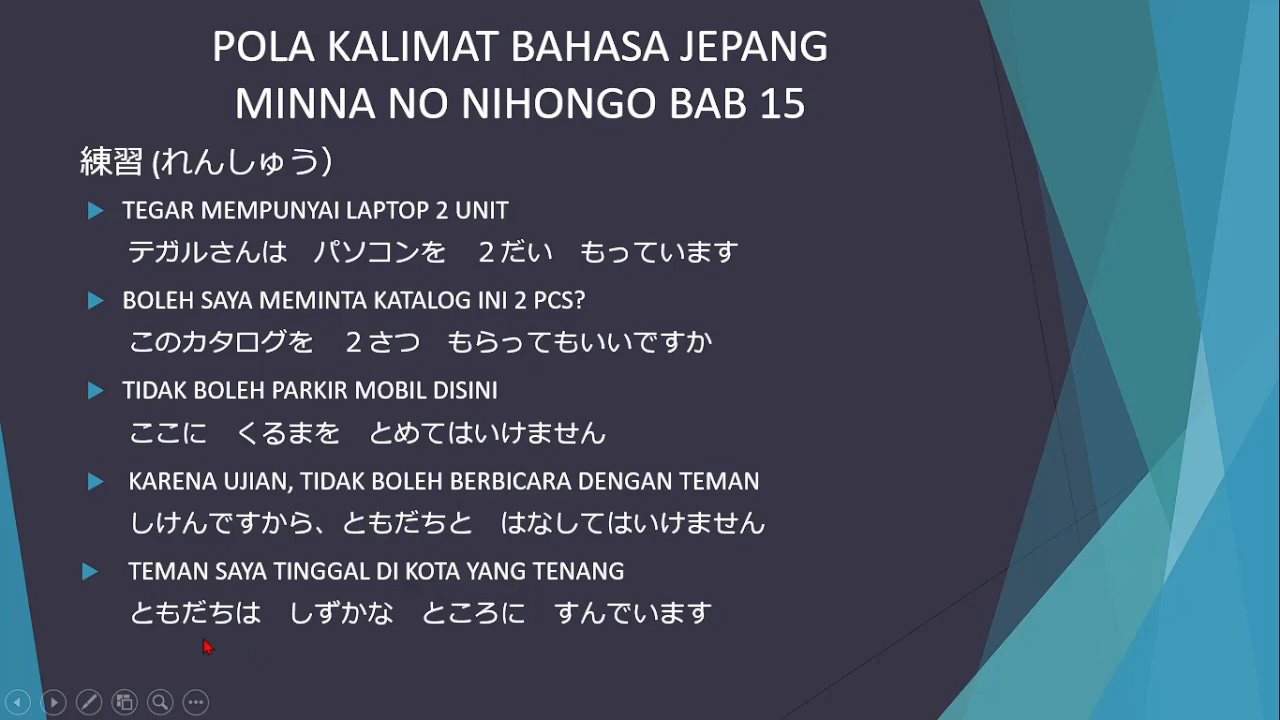 POLA KALIMAT BAHASA JEPANG
MINNA NO NIHONGO BAB 15
練習 (れんしゅう）
TEGAR MEMPUNYAI LAPTOP 2 UNIT
テガルさんは　パソコンを　２だい　もっています
BOLEH SAYA MEMINTA KATALOG INI 2 PCS?
このカタログを　２さつ　もらってもいいですか
TIDAK BOLEH PARKIR MOBIL DISINI
ここに　くるまを　とめてはいけません
KARENA UJIAN, TIDAK BOLEH BERBICARA DENGAN TEMAN
しけんですから、ともだちと　はなしてはいけません
TEMAN SAYA TINGGAL DI KOTA YANG TENANG
ともだちは　しずかな　ところに　すんでいます